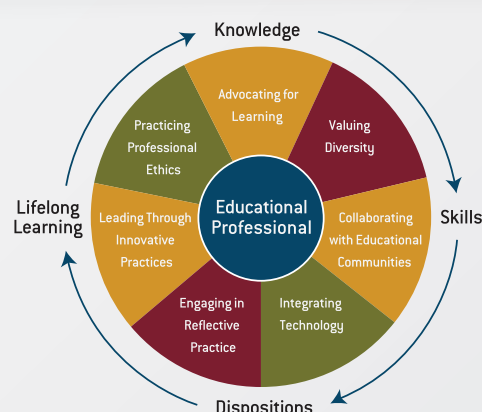 Knowledge
Advocating for
Learning
Practicing
Professional
Ethics
Valuing
Diversity
Lifelong
Learning
Leading Through
Innovative
Practices
Educational
Professional
Collaborating
with Educational
Communities
Skills
Engaging in
Reflective
Practice
Integrating
Technology
Dispositions